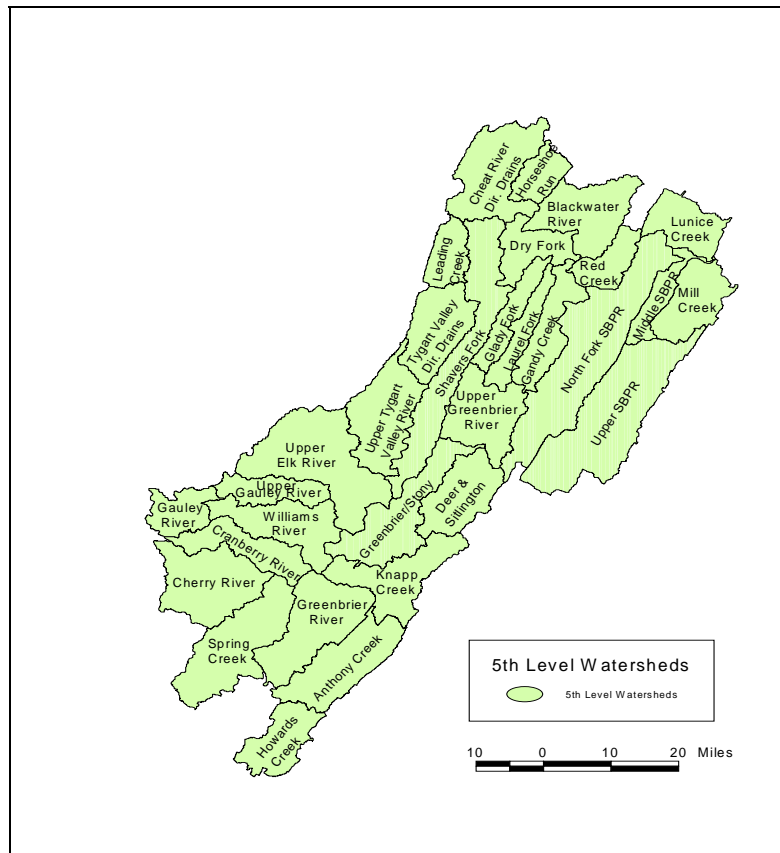 Cheat River
Dir. Drains
Horseshoe
Run
Blackwater
River
Lunice
Creek
Dry Fork
Leading
Creek
Red
Creek
Middle SBPR
Mill
Creek
Tygart Valley
Dir. Drains
Shavers Fork
Glady Fork
Laurel Fork
Gandy Creek
North Fork SBPR
Upper SBPR
Upper Tygart
Valley River
Upper
Greenbrier
River
Upper
Elk River
Upper
Gauley River
Gauley
River
Williams
River
Greenbrier/Stony
Deer &
Sitlington
Cranberry River
Cherry River
Knapp
Creek
Greenbrier
River
Spring
Creek
Anthony Creek
Howards
Creek
5th Level Watersheds
5th Level Watersheds
10 0 10 20 Miles